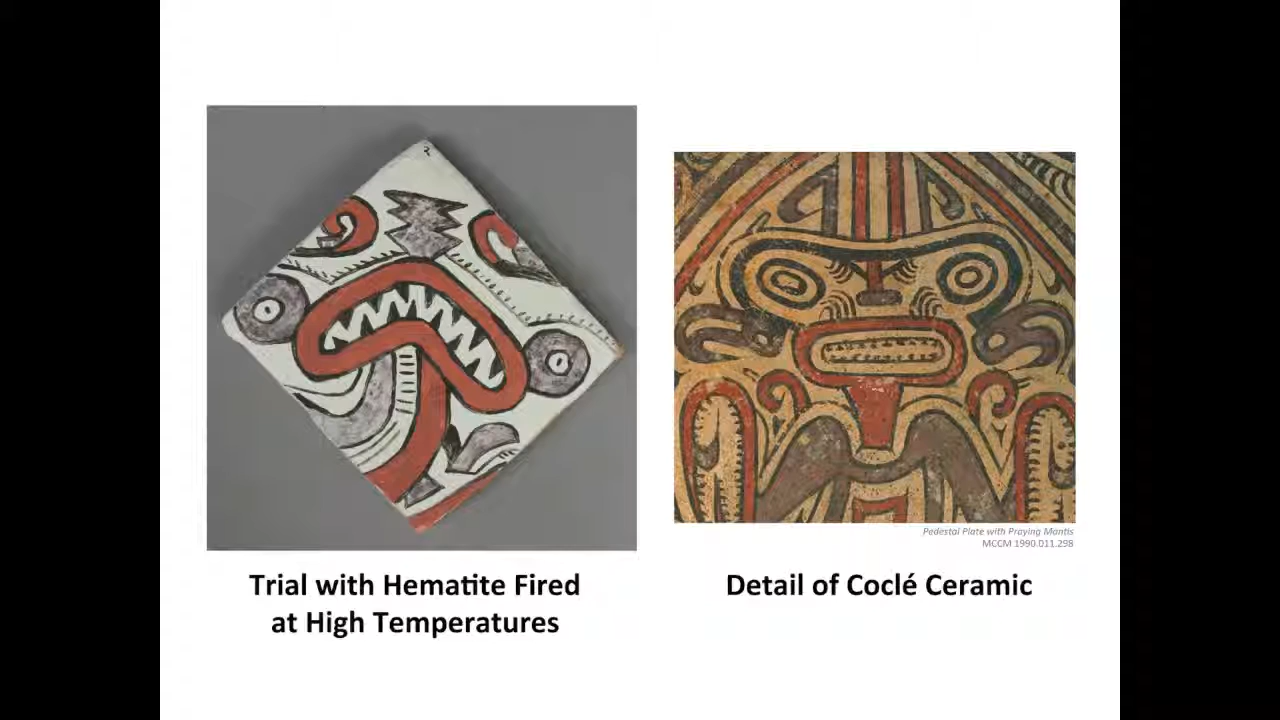 2
Pedestal Plate with Praying Mantis
MCCM 1990.011.298
Trial with Hematite Fired
at High Temperatures
Detail of Coclé Ceramic